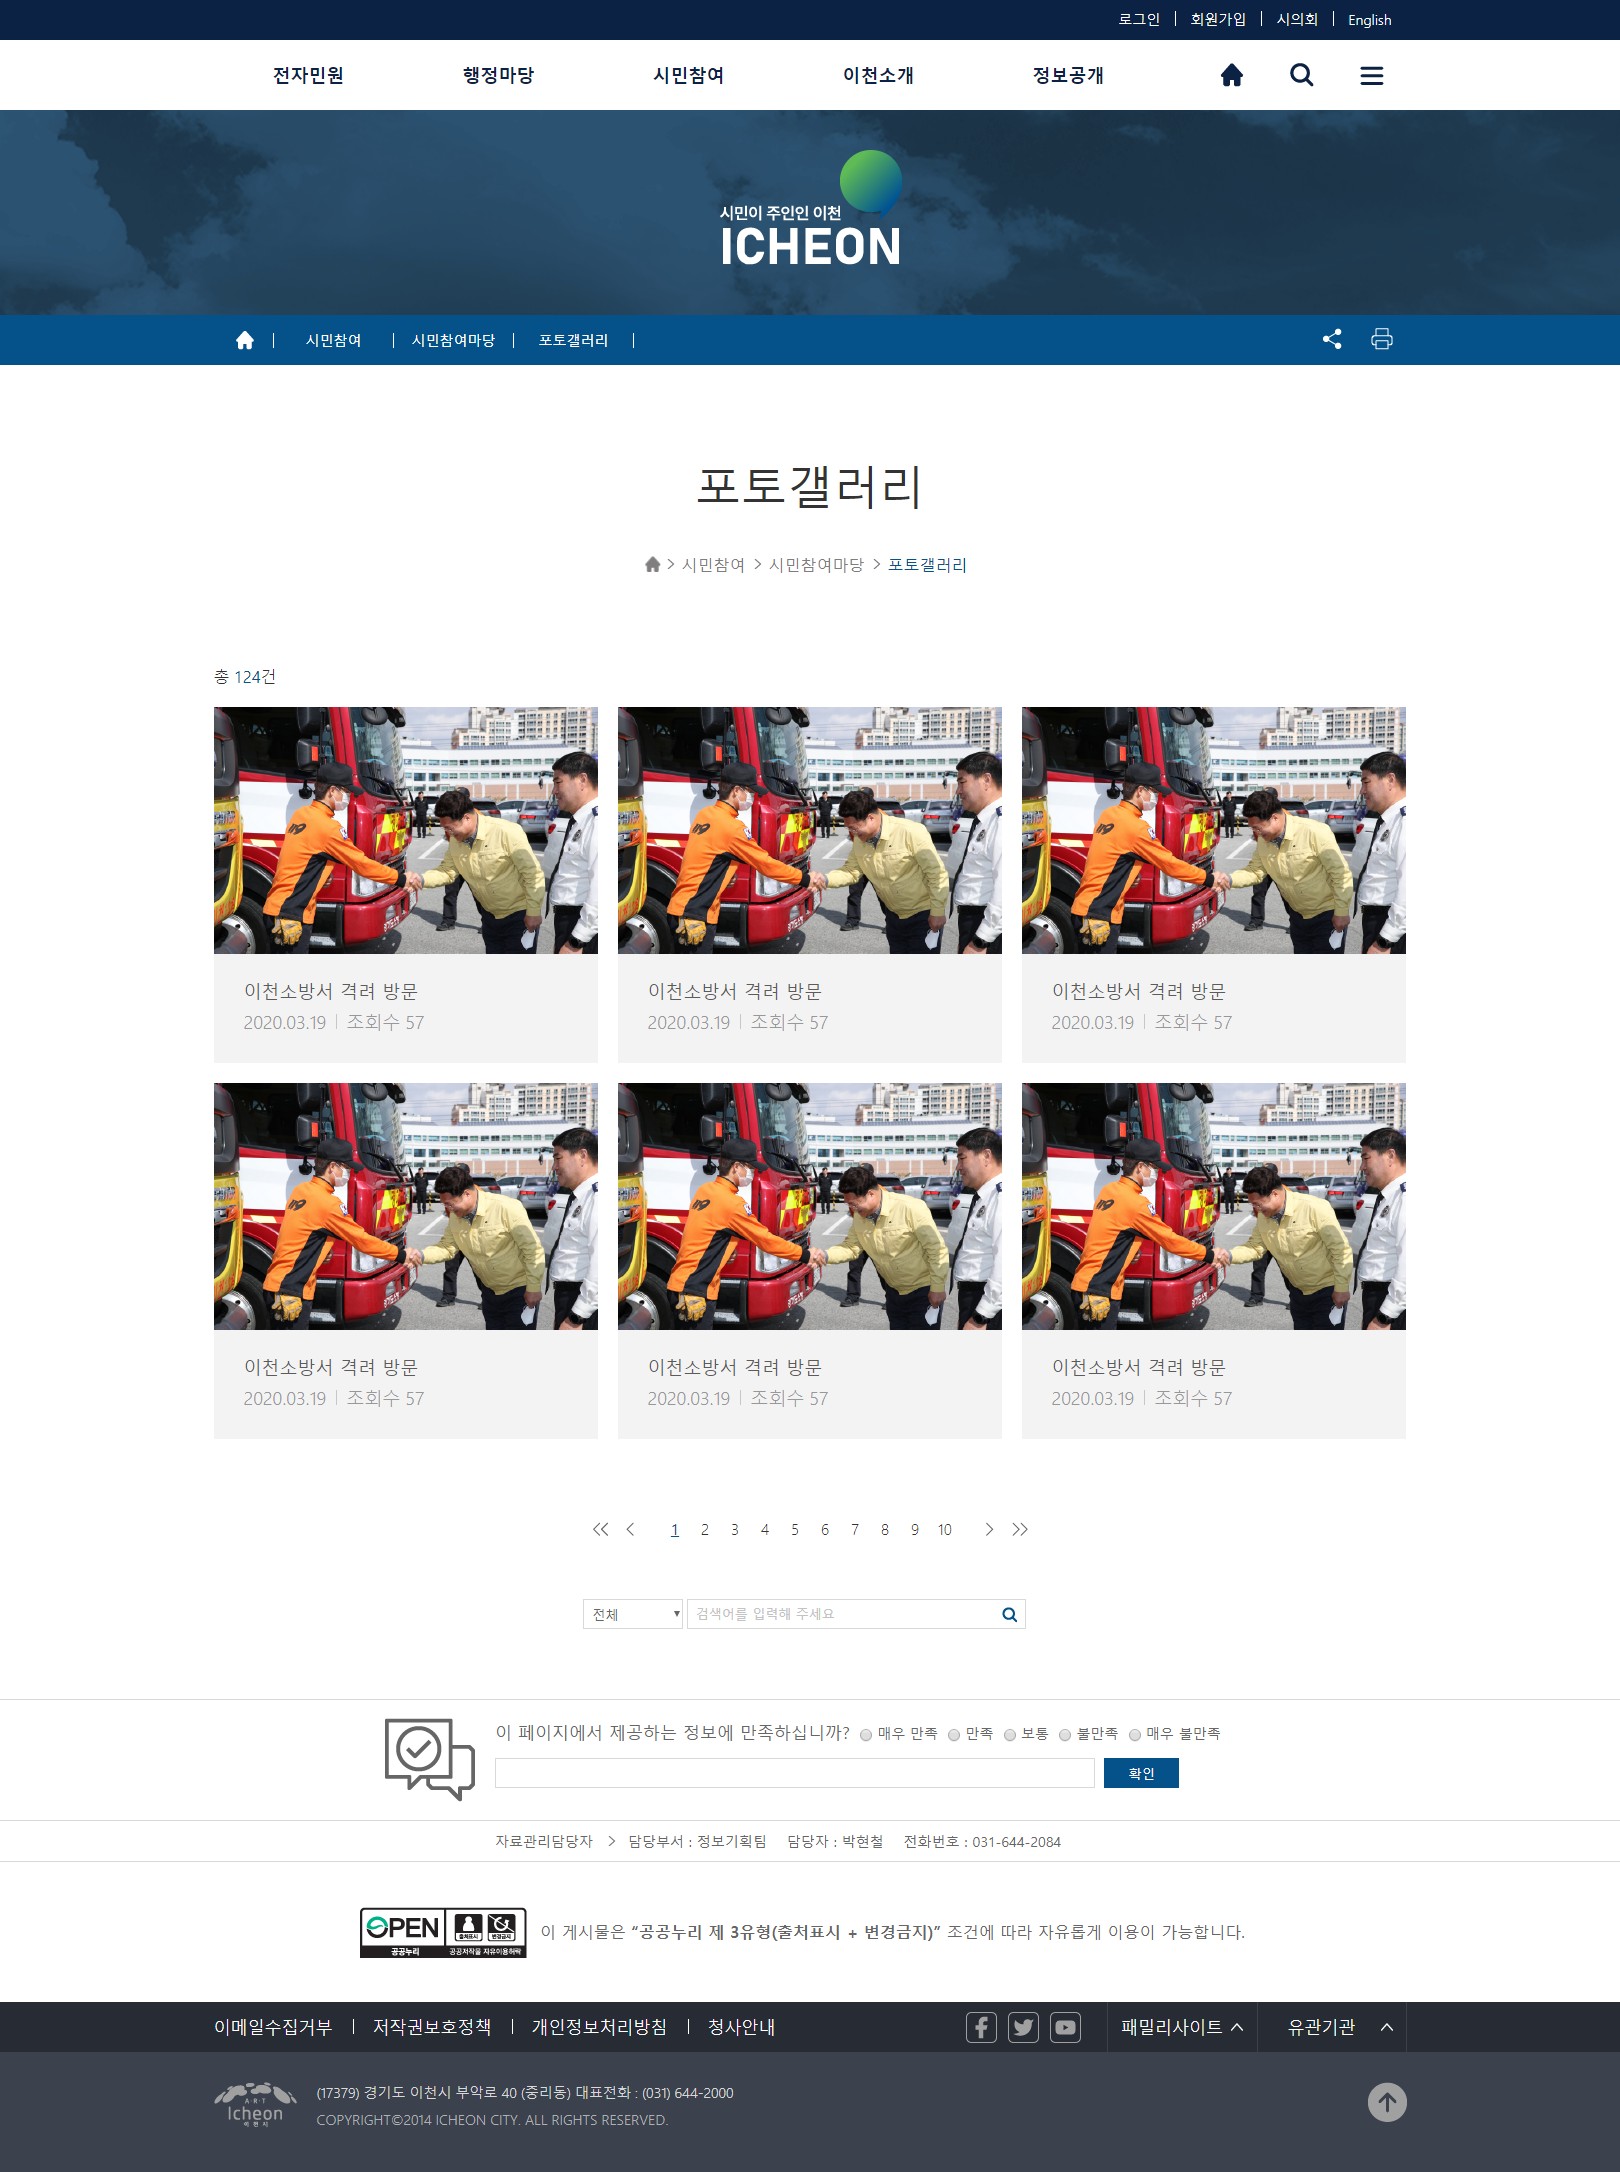 로그인 회원가입 시의회 English
전자민원 행정마당 시민참여 이천소개 정보공개
시민이 주인인 이천
ICHEON
시민참여 시민참여마당 포토갤러리
포토갤러리
시민참여 > 시민참여마당 > 포토갤러리
총 124건
이천소방서 격려 방문 이천소방서 격려 방문 이천소방서 격려 방문
2020.03.19 | 조회수 57 2020.03.19 | 조회수 57 2020.03.19 | 조회수 57
이천소방서 격려 방문 이천소방서 격려 방문 이천소방서 격려 방문
2020.03.19 | 조회수 57 2020.03.19 | 조회수 57 2020.03.19 | 조회수 57
1 2 3 4 5 6 7 8 9 10
전체 검색어를 입력해 주세요
이 페이지에서 제공하는 정보에 만족하십니까? 매우 만족 만족 보통 불만족 매우 불만족
확인
자료관리담당자 > 담당부서 : 정보기획팀 담당자 : 박현철 전화번호 : 031-644-2084
OPEN 출처표시 변경금지
공공누리 공공저작물 자유이용허락
이 게시물은 “공공누리 제 3유형(출처표시 + 변경금지)” 조건에 따라 자유롭게 이용이 가능합니다.
이메일수집거부 저작권보호정책 개인정보처리방침 청사안내 패밀리사이트 유관기관
ART
Icheon
이천시
(17379) 경기도 이천시 부악로 40 (중리동) 대표전화 : (031) 644-2000
COPYRIGHT©2014 ICHEON CITY. ALL RIGHTS RESERVED.